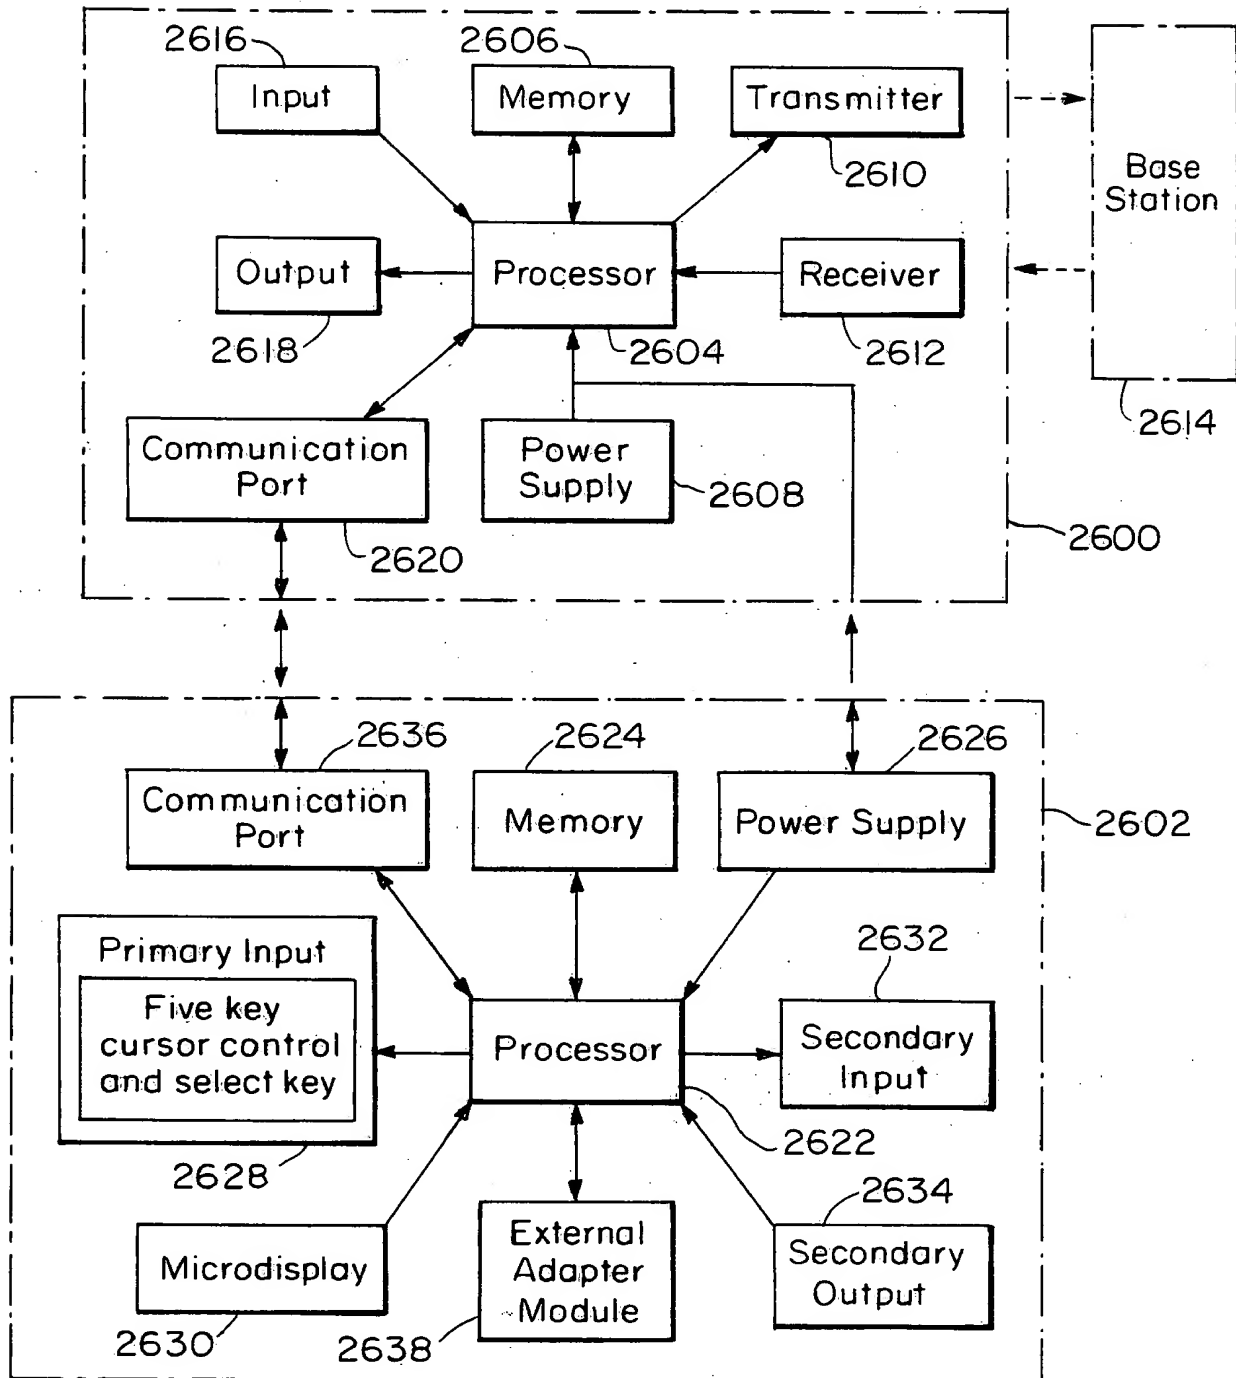 2616
2606
Input
Memory
Transmitter
2610
Base
Station
Output
Processor
Receiver
2618
2604
2612
2614
Communication
Port
Power
Supply
2608
2600
2620
2636
2624
2626
Communication
Port
Memory
Power Supply
2602
Primary Input
2632
Five key
cursor control
and select key
Processor
Secondary
Input
2622
2628
2634
Microdisplay
External
Adapter
Module
Secondary
Output
2630
2638